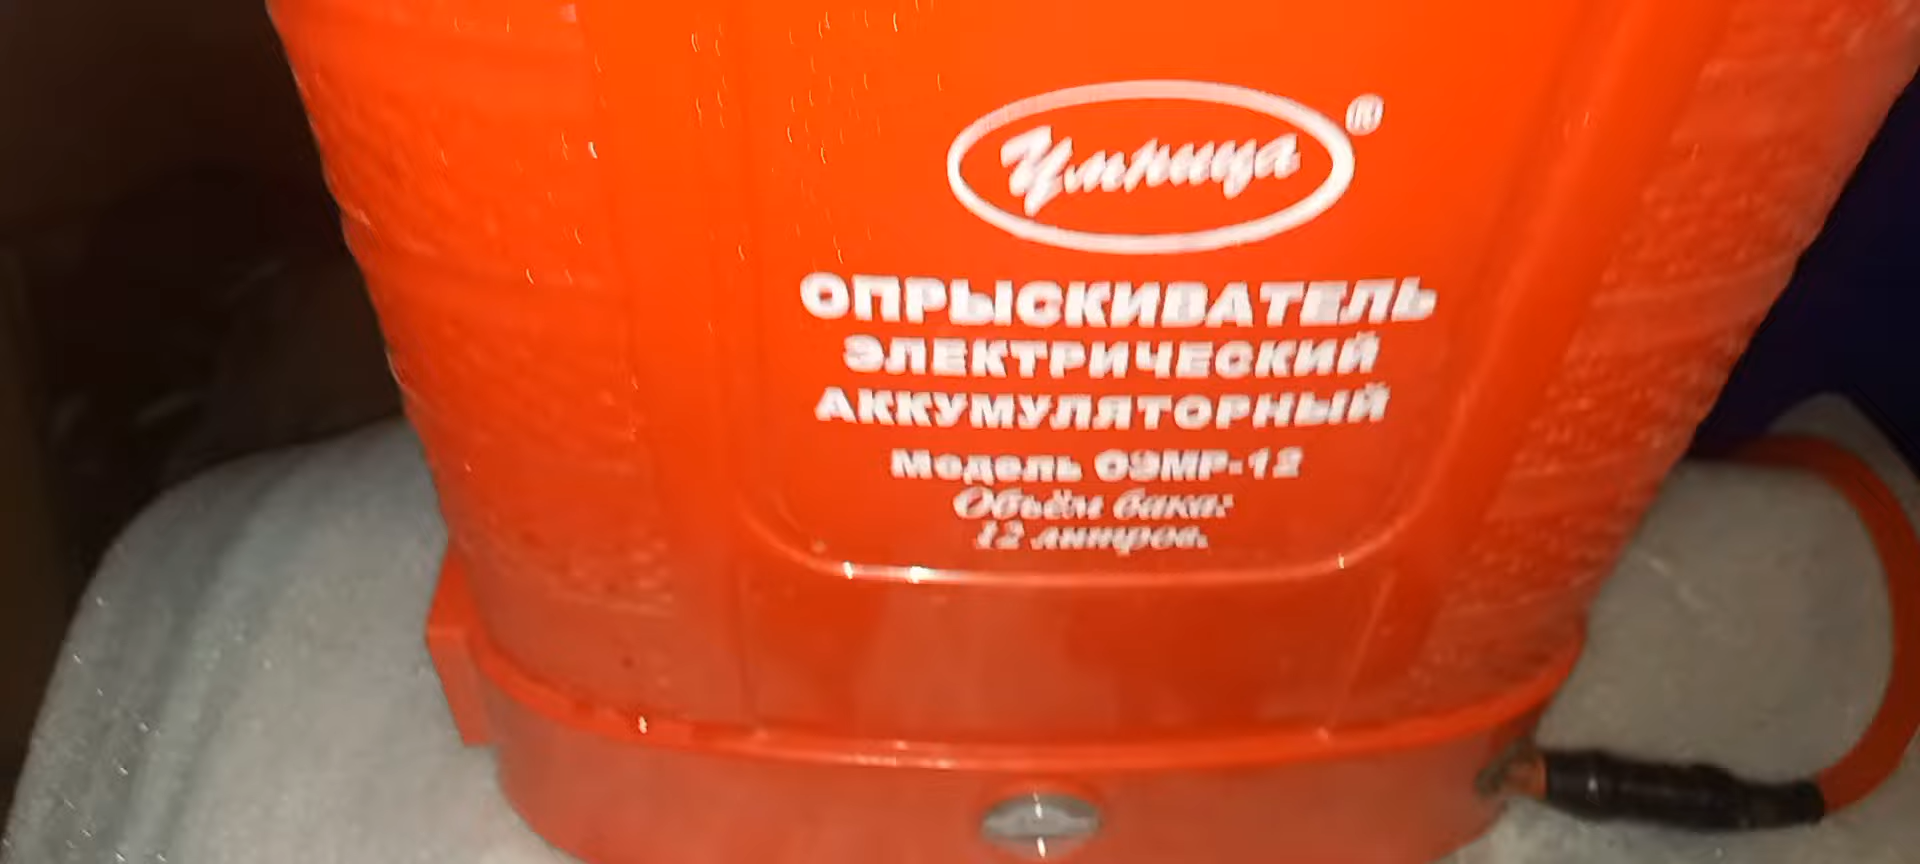 Умница®
ОПРЫСКИВАТЕЛЬ
ЭЛЕКТРИЧЕСКИЙ
АККУМУЛЯТОРНЫЙ
Модель ОЭМР-12
Объём бака:
12 литров.